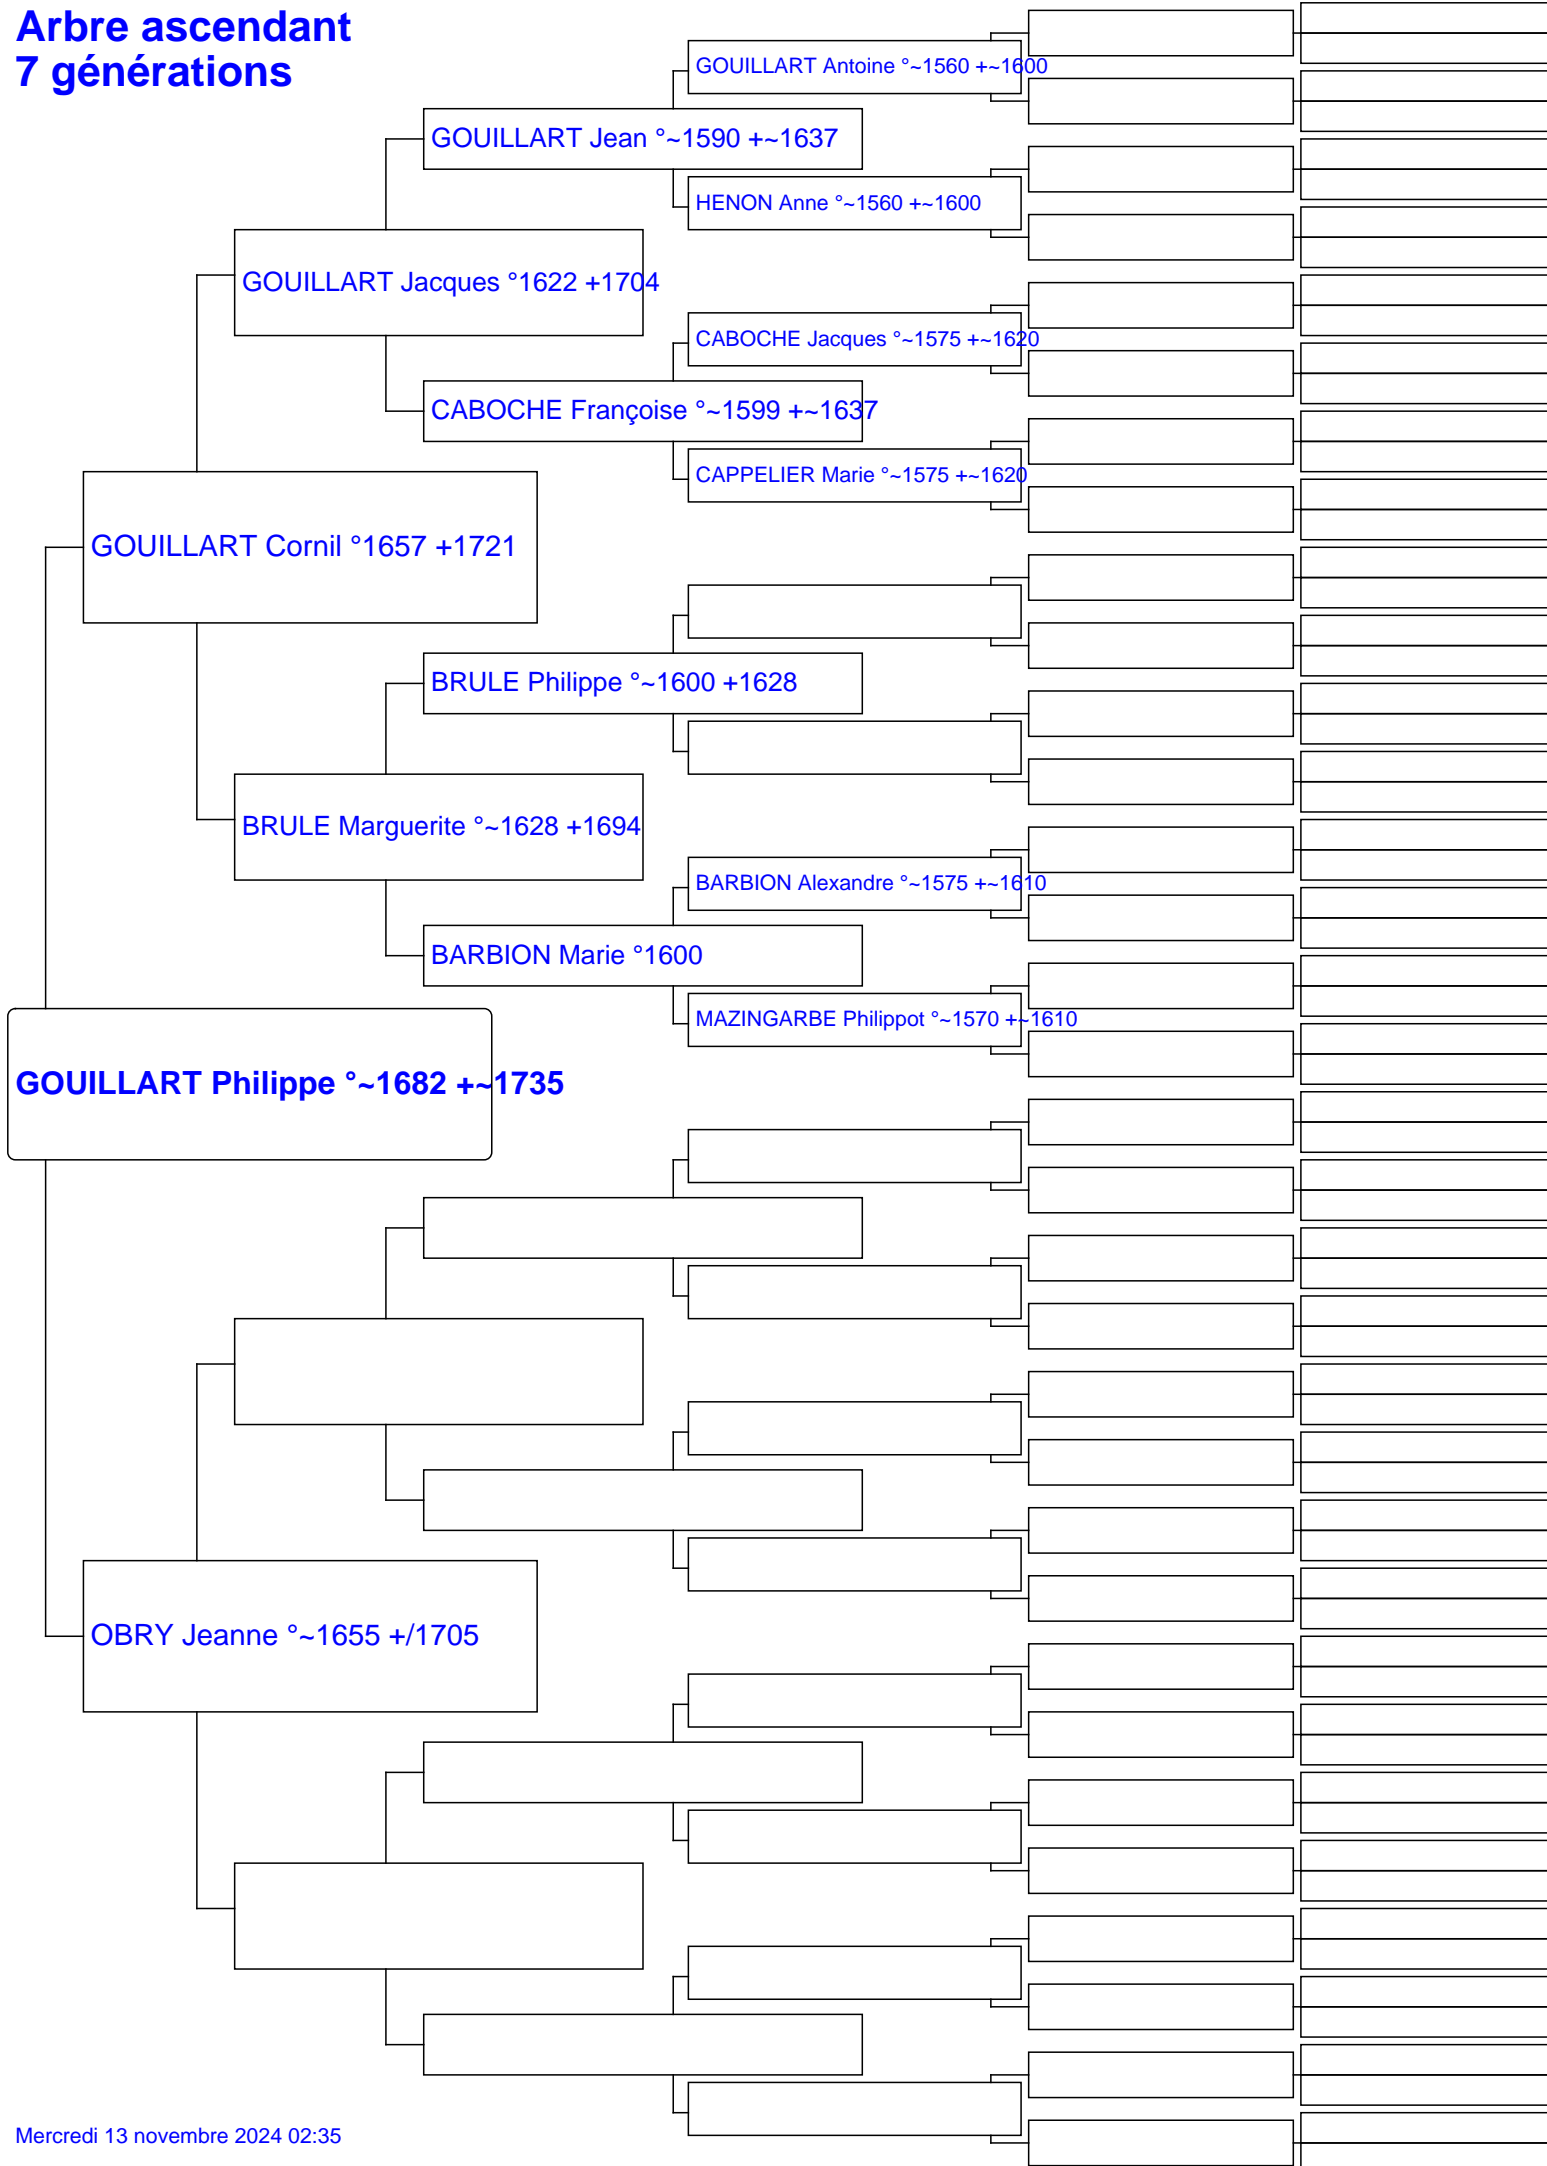 Arbre ascendant
7 générations
GOUILLART Antoine °~1560 +~1600
GOUILLART Jean °~1590 +~1637
HENON Anne °~1560 +~1600
GOUILLART Jacques °1622 +1704
CABOCHE Jacques °~1575 +~1620
CABOCHE Françoise °~1599 +~1637
CAPPELIER Marie °~1575 +~1620
GOUILLART Cornil °1657 +1721
BRULE Philippe °~1600 +1628
BRULE Marguerite °~1628 +1694
BARBION Alexandre °~1575 +~1610
BARBION Marie °1600
MAZINGARBE Philippot °~1570 +~1610
GOUILLART Philippe °~1682 +~1735
OBRY Jeanne °~1655 +/1705
Mercredi 13 novembre 2024 02:35